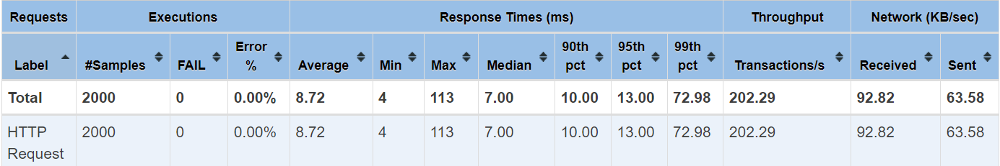 Requests Executions Response Times (ms) Throughput Network (KB/sec)
Label #Samples FAIL Error % Average Min Max Median 90th pct 95th pct 99th pct Transactions/s Received Sent
Total 2000 0 0.00% 8.72 4 113 7.00 10.00 13.00 72.98 202.29 92.82 63.58
HTTP Request 2000 0 0.00% 8.72 4 113 7.00 10.00 13.00 72.98 202.29 92.82 63.58